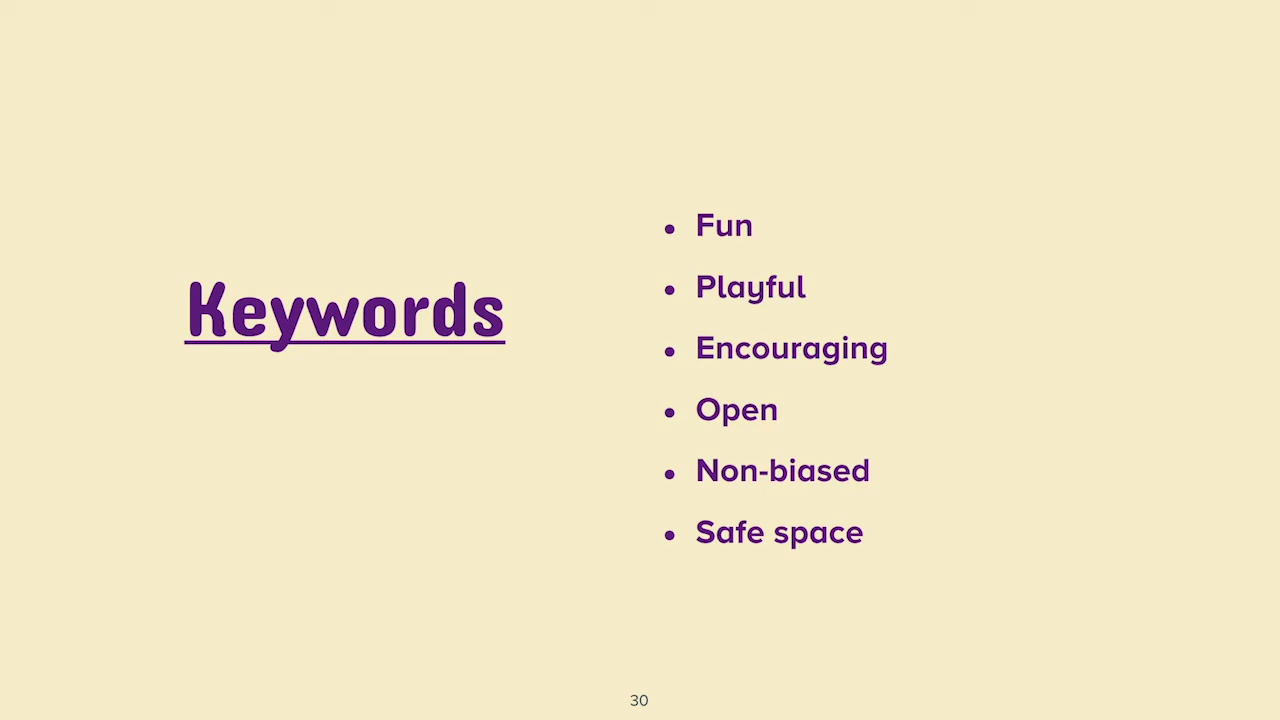 Keywords
• Fun
• Playful
• Encouraging
• Open
• Non-biased
• Safe space
30